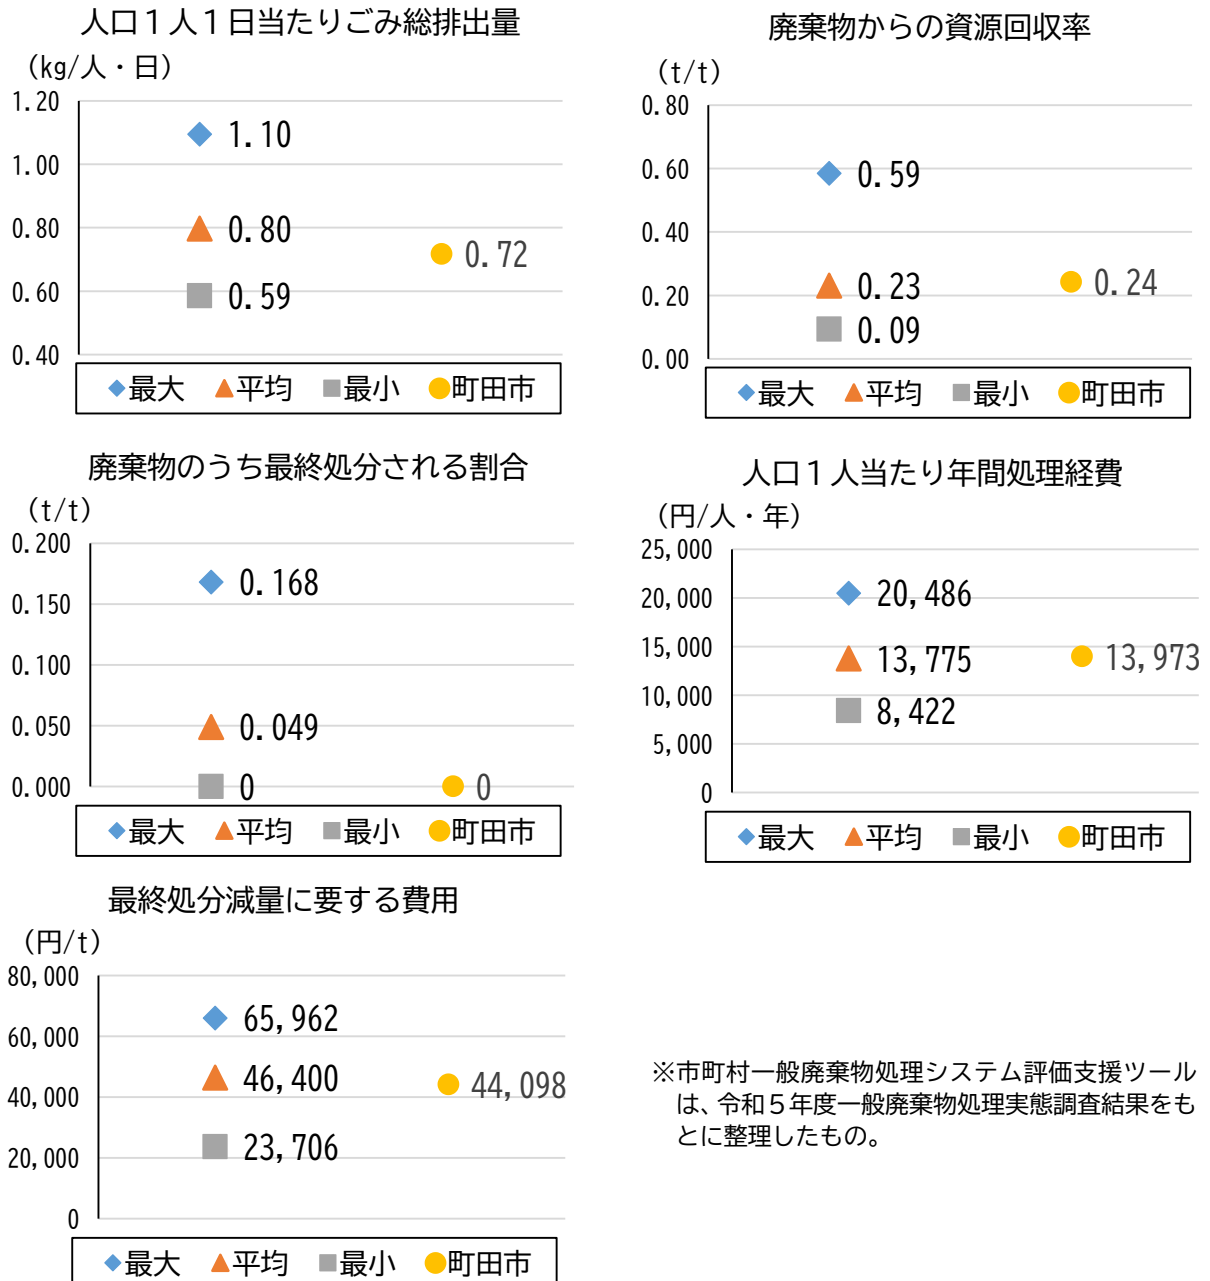 人口１人１日当たりごみ総排出量
（kg/人・日）
1.20
1.00
0.80
0.60
0.40
1.10
0.80
0.59
0.72
最大 平均 最小 町田市
廃棄物からの資源回収率
（t/t）
0.80
0.60
0.40
0.20
0.00
0.59
0.23
0.09
0.24
最大 平均 最小 町田市
廃棄物のうち最終処分される割合
（t/t）
0.200
0.150
0.100
0.050
0.000
0.168
0.049
0
0
最大 平均 最小 町田市
人口１人当たり年間処理経費
（円/人・年）
25,000
20,000
15,000
10,000
5,000
0
20,486
13,775
8,422
13,973
最大 平均 最小 町田市
最終処分減量に要する費用
（円/t）
80,000
60,000
40,000
20,000
0
65,962
46,400
23,706
44,098
最大 平均 最小 町田市
※市町村一般廃棄物処理システム評価支援ツール
は、令和５年度一般廃棄物処理実態調査結果をも
とに整理したもの。